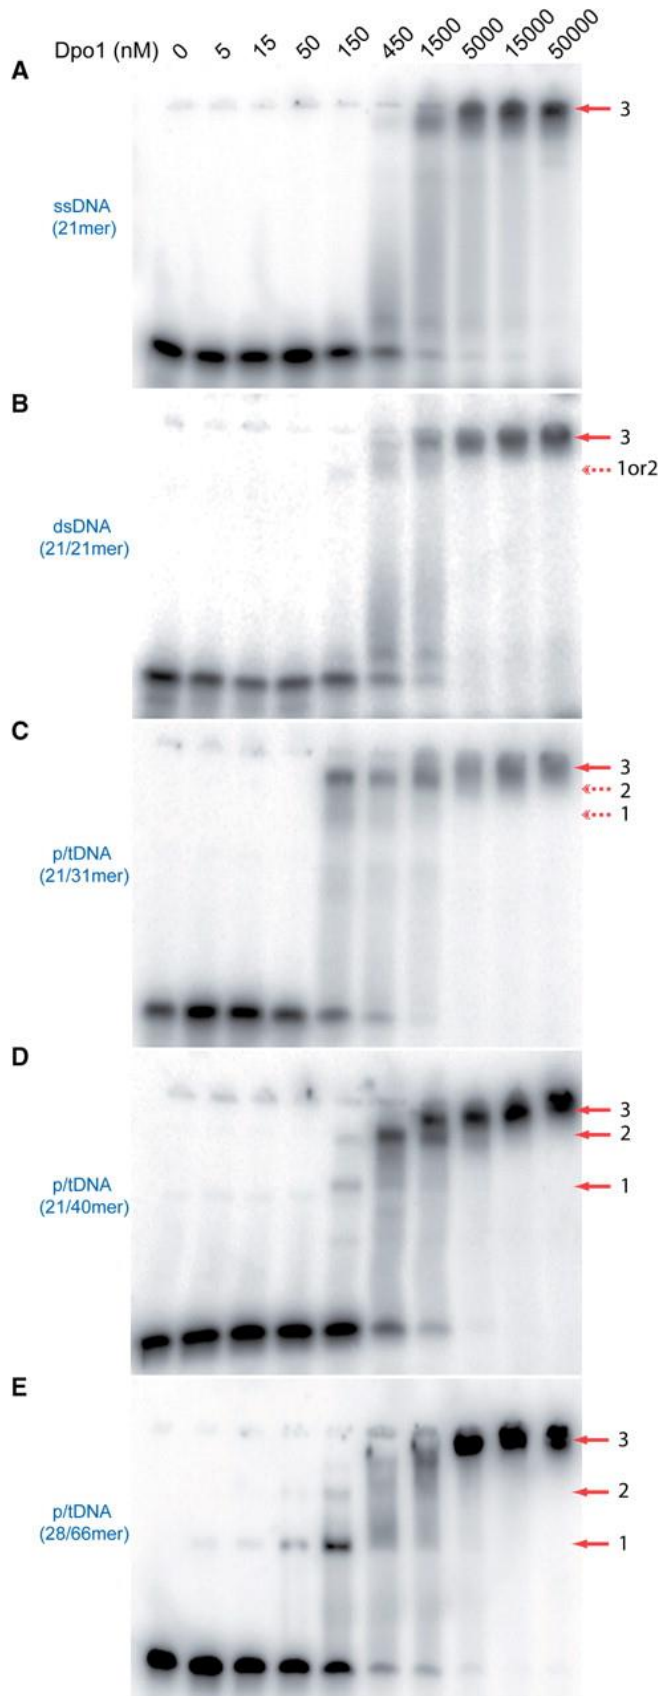 Dpo1 (nM) 0 5 15 50 150 450 1500 5000 15000 50000
A
3
ssDNA
(21mer)
B
3
1or2
dsDNA
(21/21mer)
C
3
2
1
p/tDNA
(21/31mer)
D
3
2
1
p/tDNA
(21/40mer)
E
3
2
1
p/tDNA
(28/66mer)